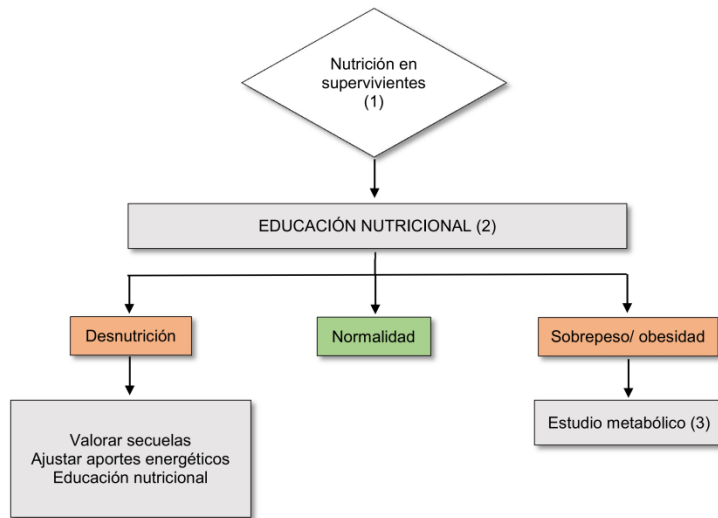 Nutrición en
supervivientes
(1)
EDUCACIÓN NUTRICIONAL (2)
Desnutrición
Normalidad
Sobrepeso/ obesidad
Valorar secuelas
Ajustar aportes energéticos
Educación nutricional
Estudio metabólico (3)